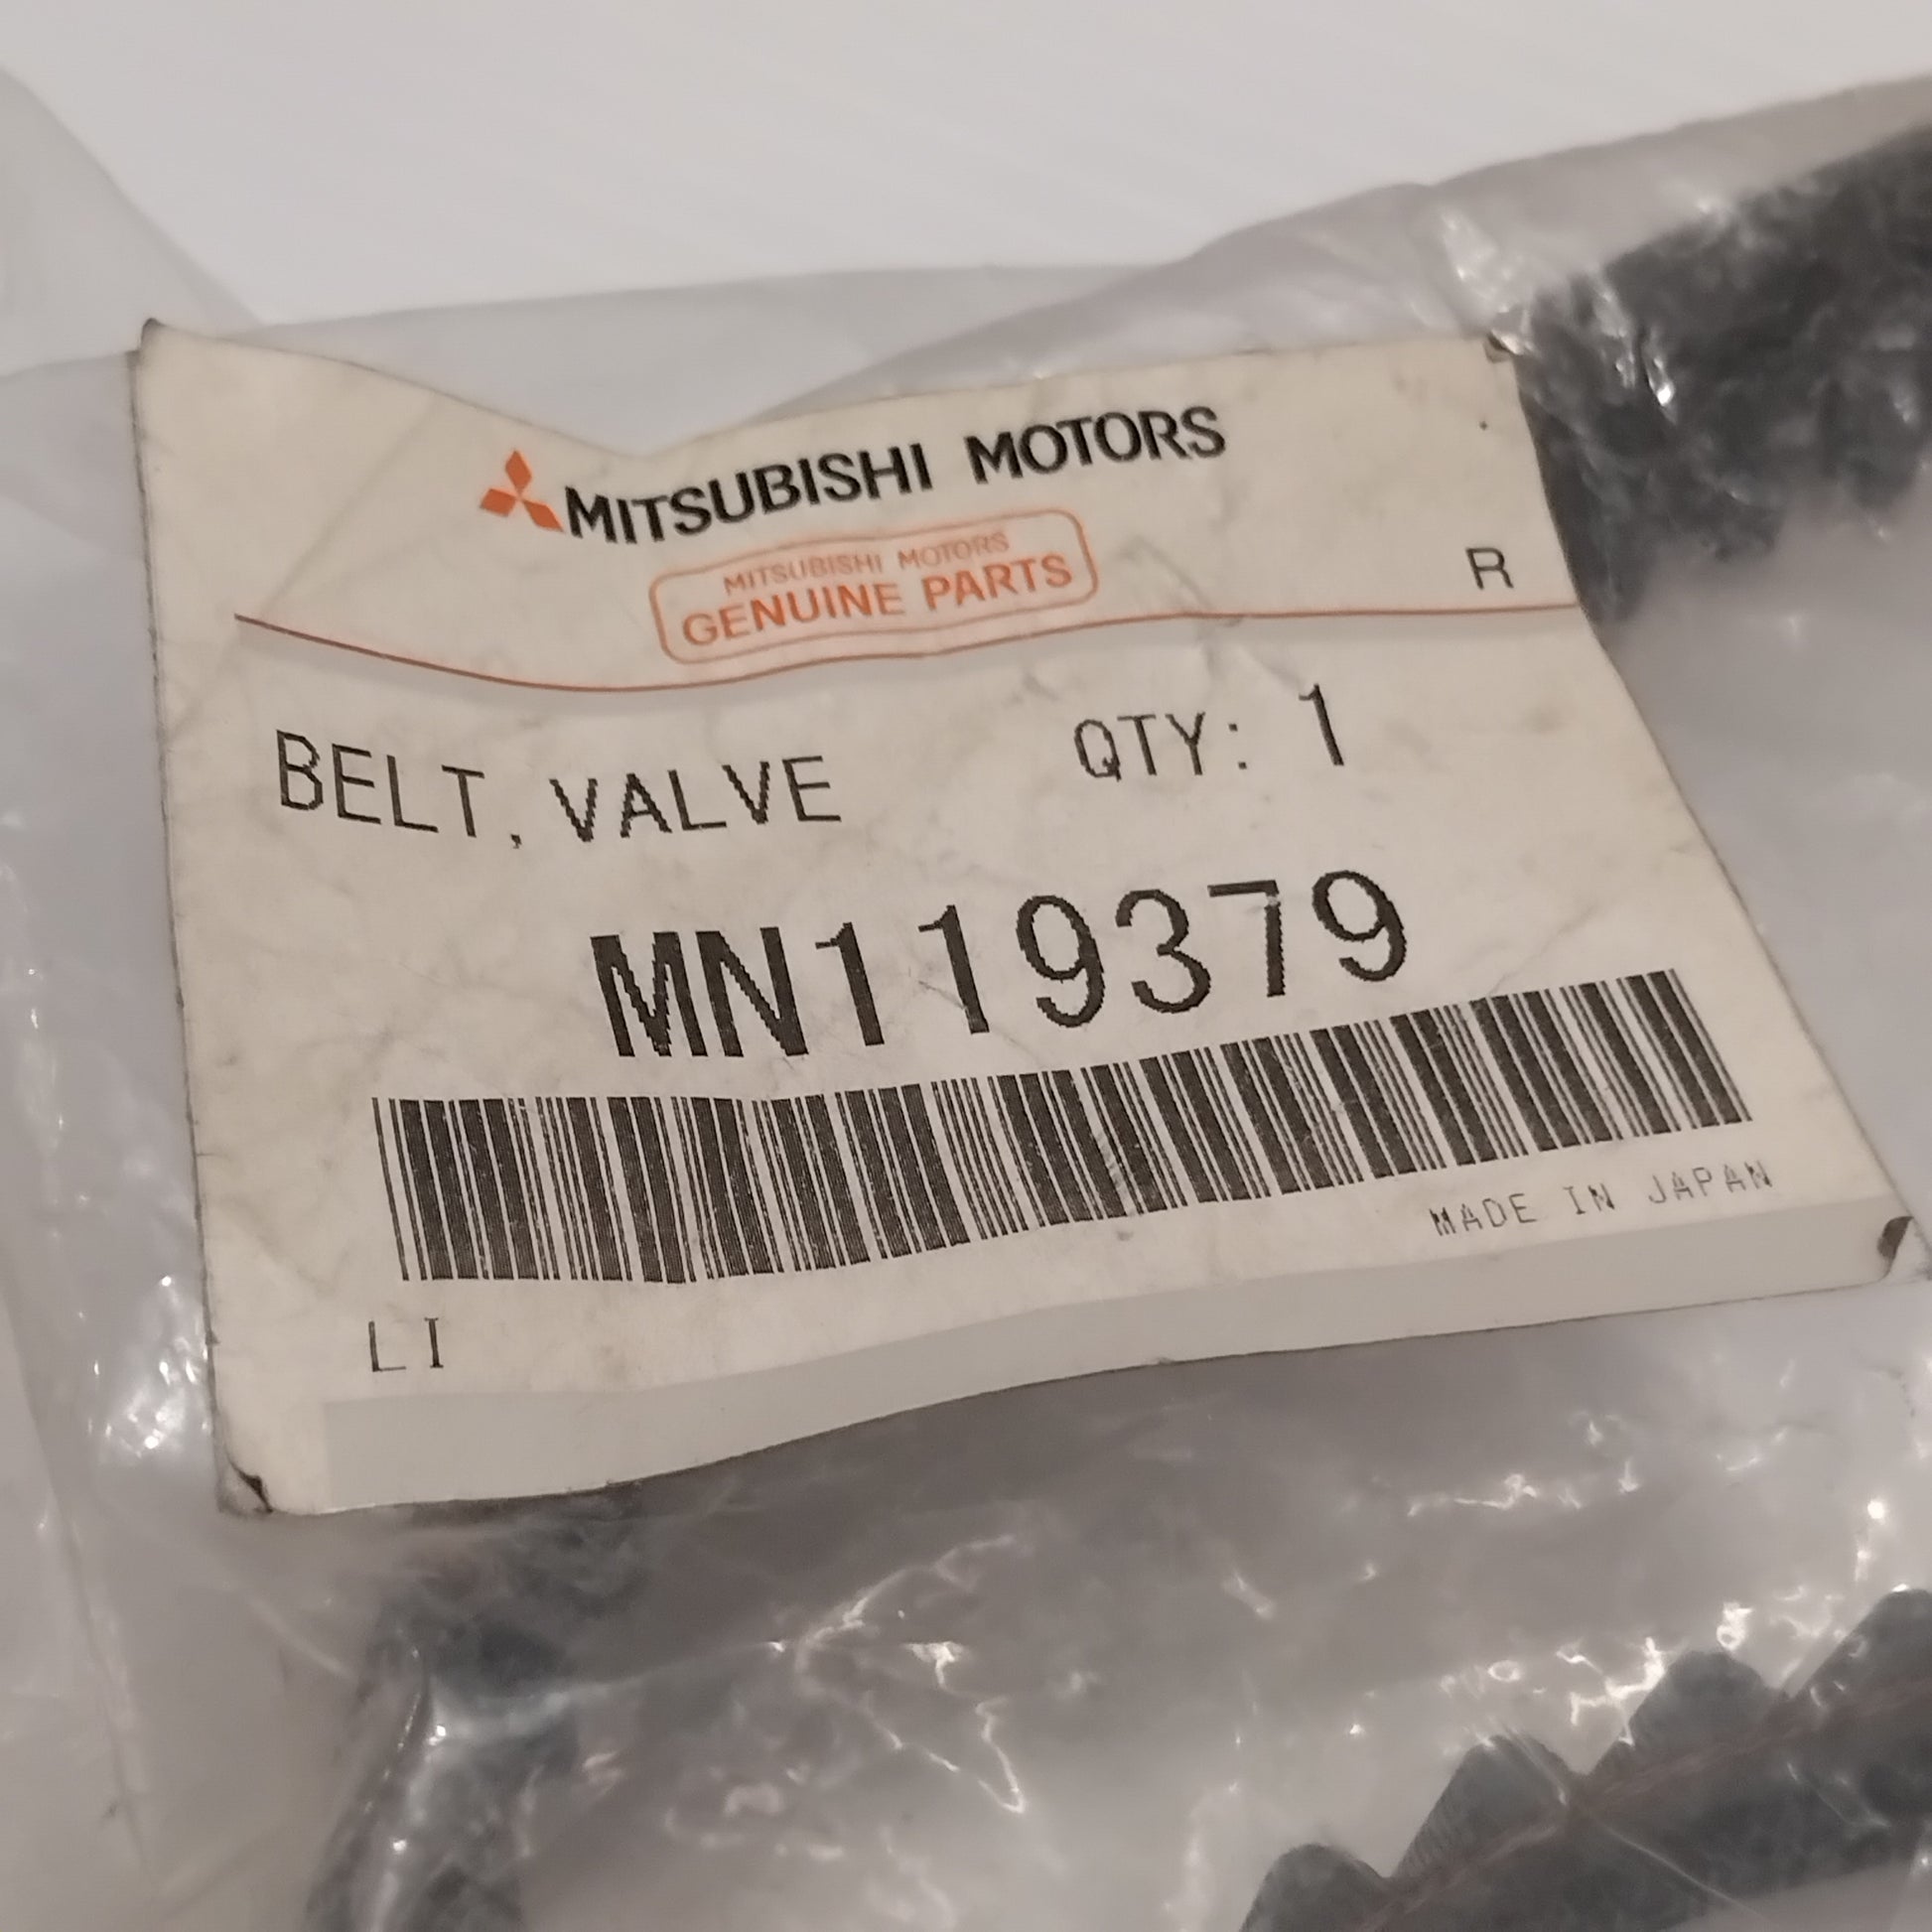 MITSUBISHI MOTORS
MITSUBISHI MOTORS
GENUINE PARTS
R
BELT, VALVE QTY: 1
MN119379
MADE IN JAPAN
LI